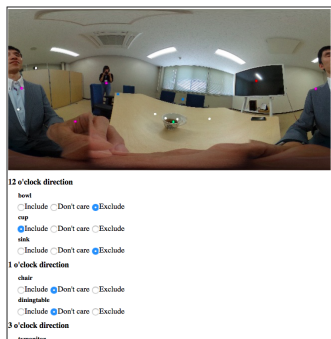 12 o'clock direction
bowl
Include Don't care Exclude
cup
Include Don't care Exclude
sink
Include Don't care Exclude
1 o'clock direction
chair
Include Don't care Exclude
diningtable
Include Don't care Exclude
3 o'clock direction